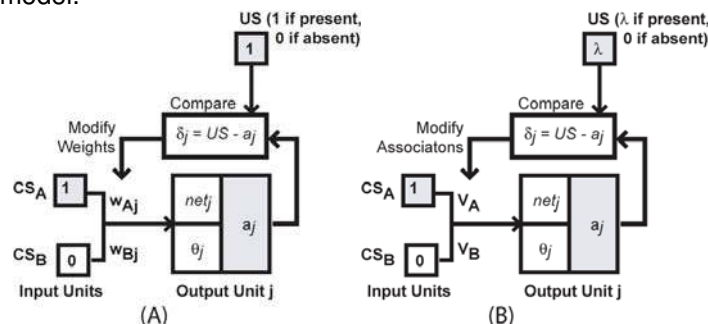 model.
US (1 if present,
0 if absent)
1
Compare
δj = US - aj
Modify
Weights
CSA
1
wAj
netj
aj
θj
CSB
0
wBj
Input Units
Output Unit j
(A)
US (λ if present,
0 if absent)
λ
Compare
δj = US - aj
Modify
Associatons
CSA
1
VA
netj
aj
θj
CSB
0
VB
Input Units
Output Unit j
(B)